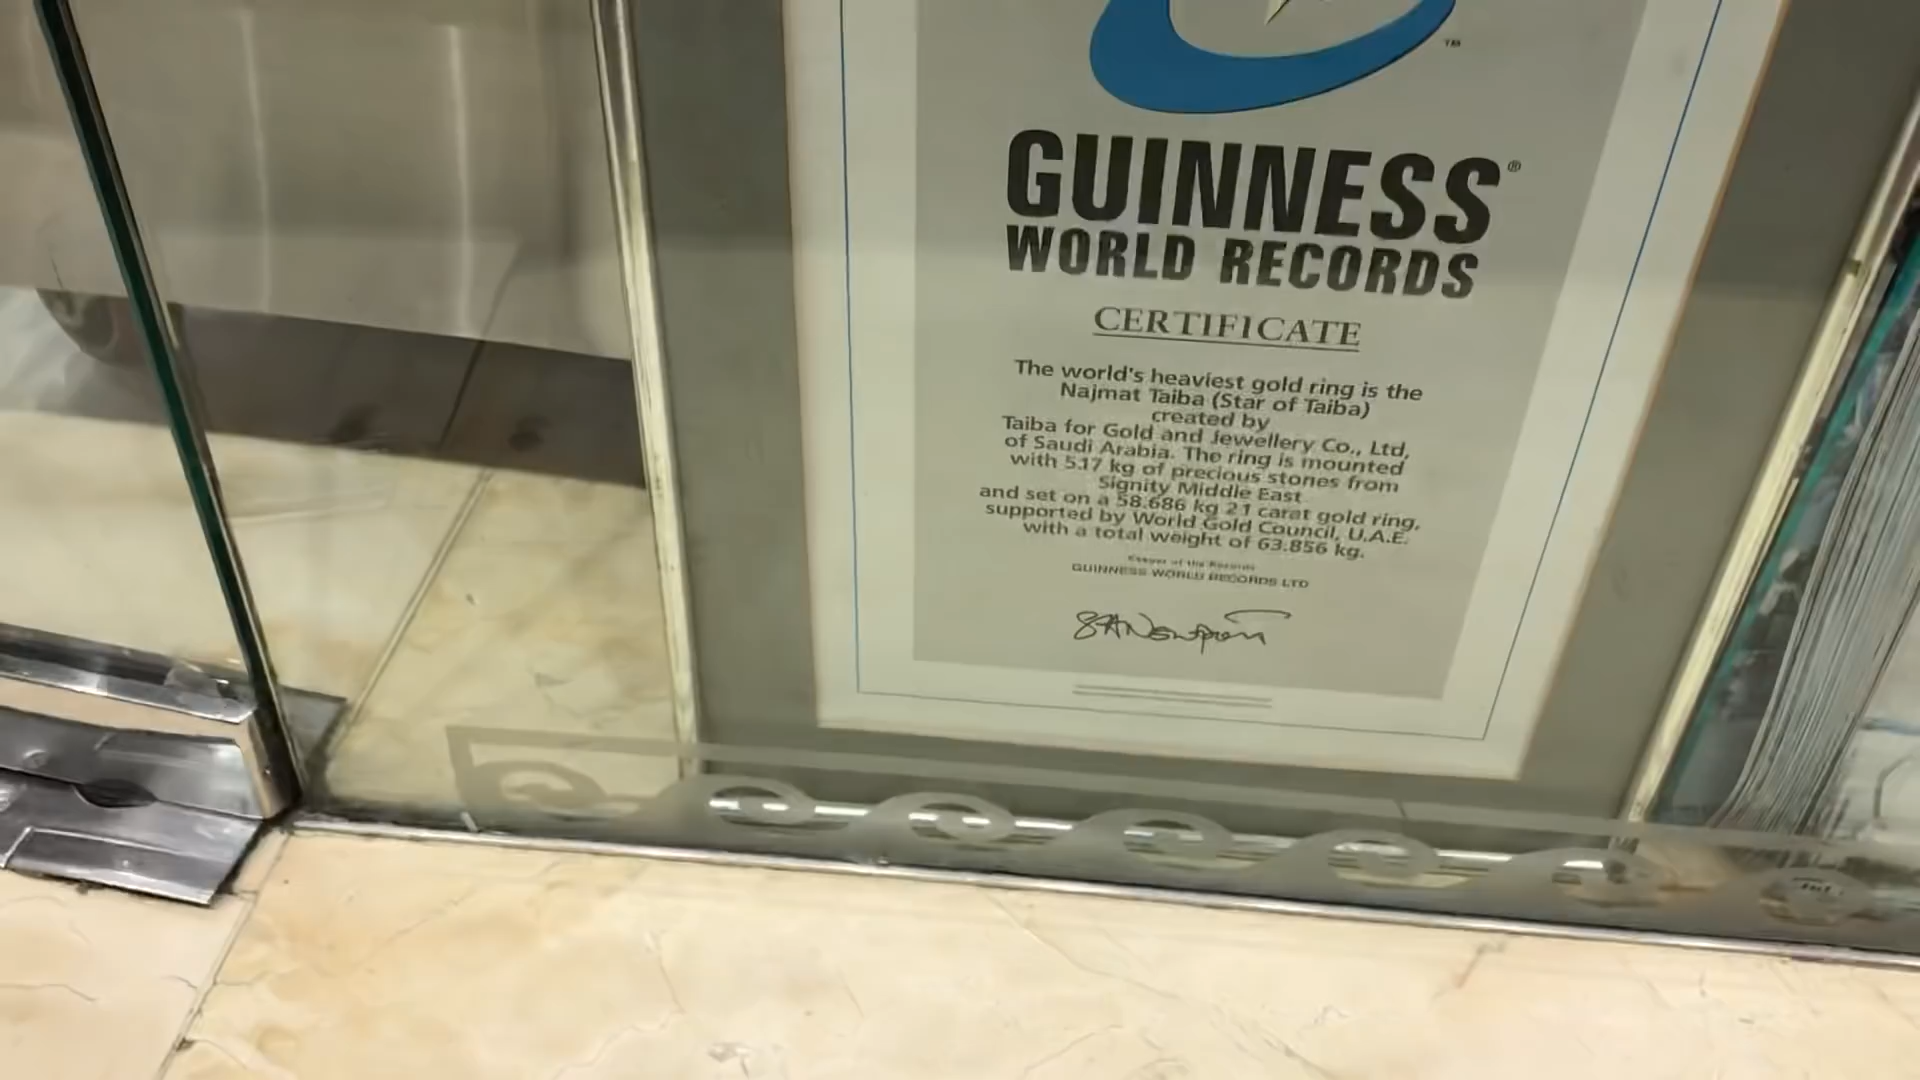 TM
GUINNESS®
WORLD RECORDS
CERTIFICATE
The world's heaviest gold ring is the
Najmat Taiba (Star of Taiba)
created by
Taiba for Gold and Jewellery Co., Ltd,
of Saudi Arabia. The ring is mounted
with 5.17 kg of precious stones from
Signity Middle East
and set on a 58.686 kg 21 carat gold ring,
supported by World Gold Council, U.A.E.
with a total weight of 63.856 kg.
Keeper of the Records
GUINNESS WORLD RECORDS LTD